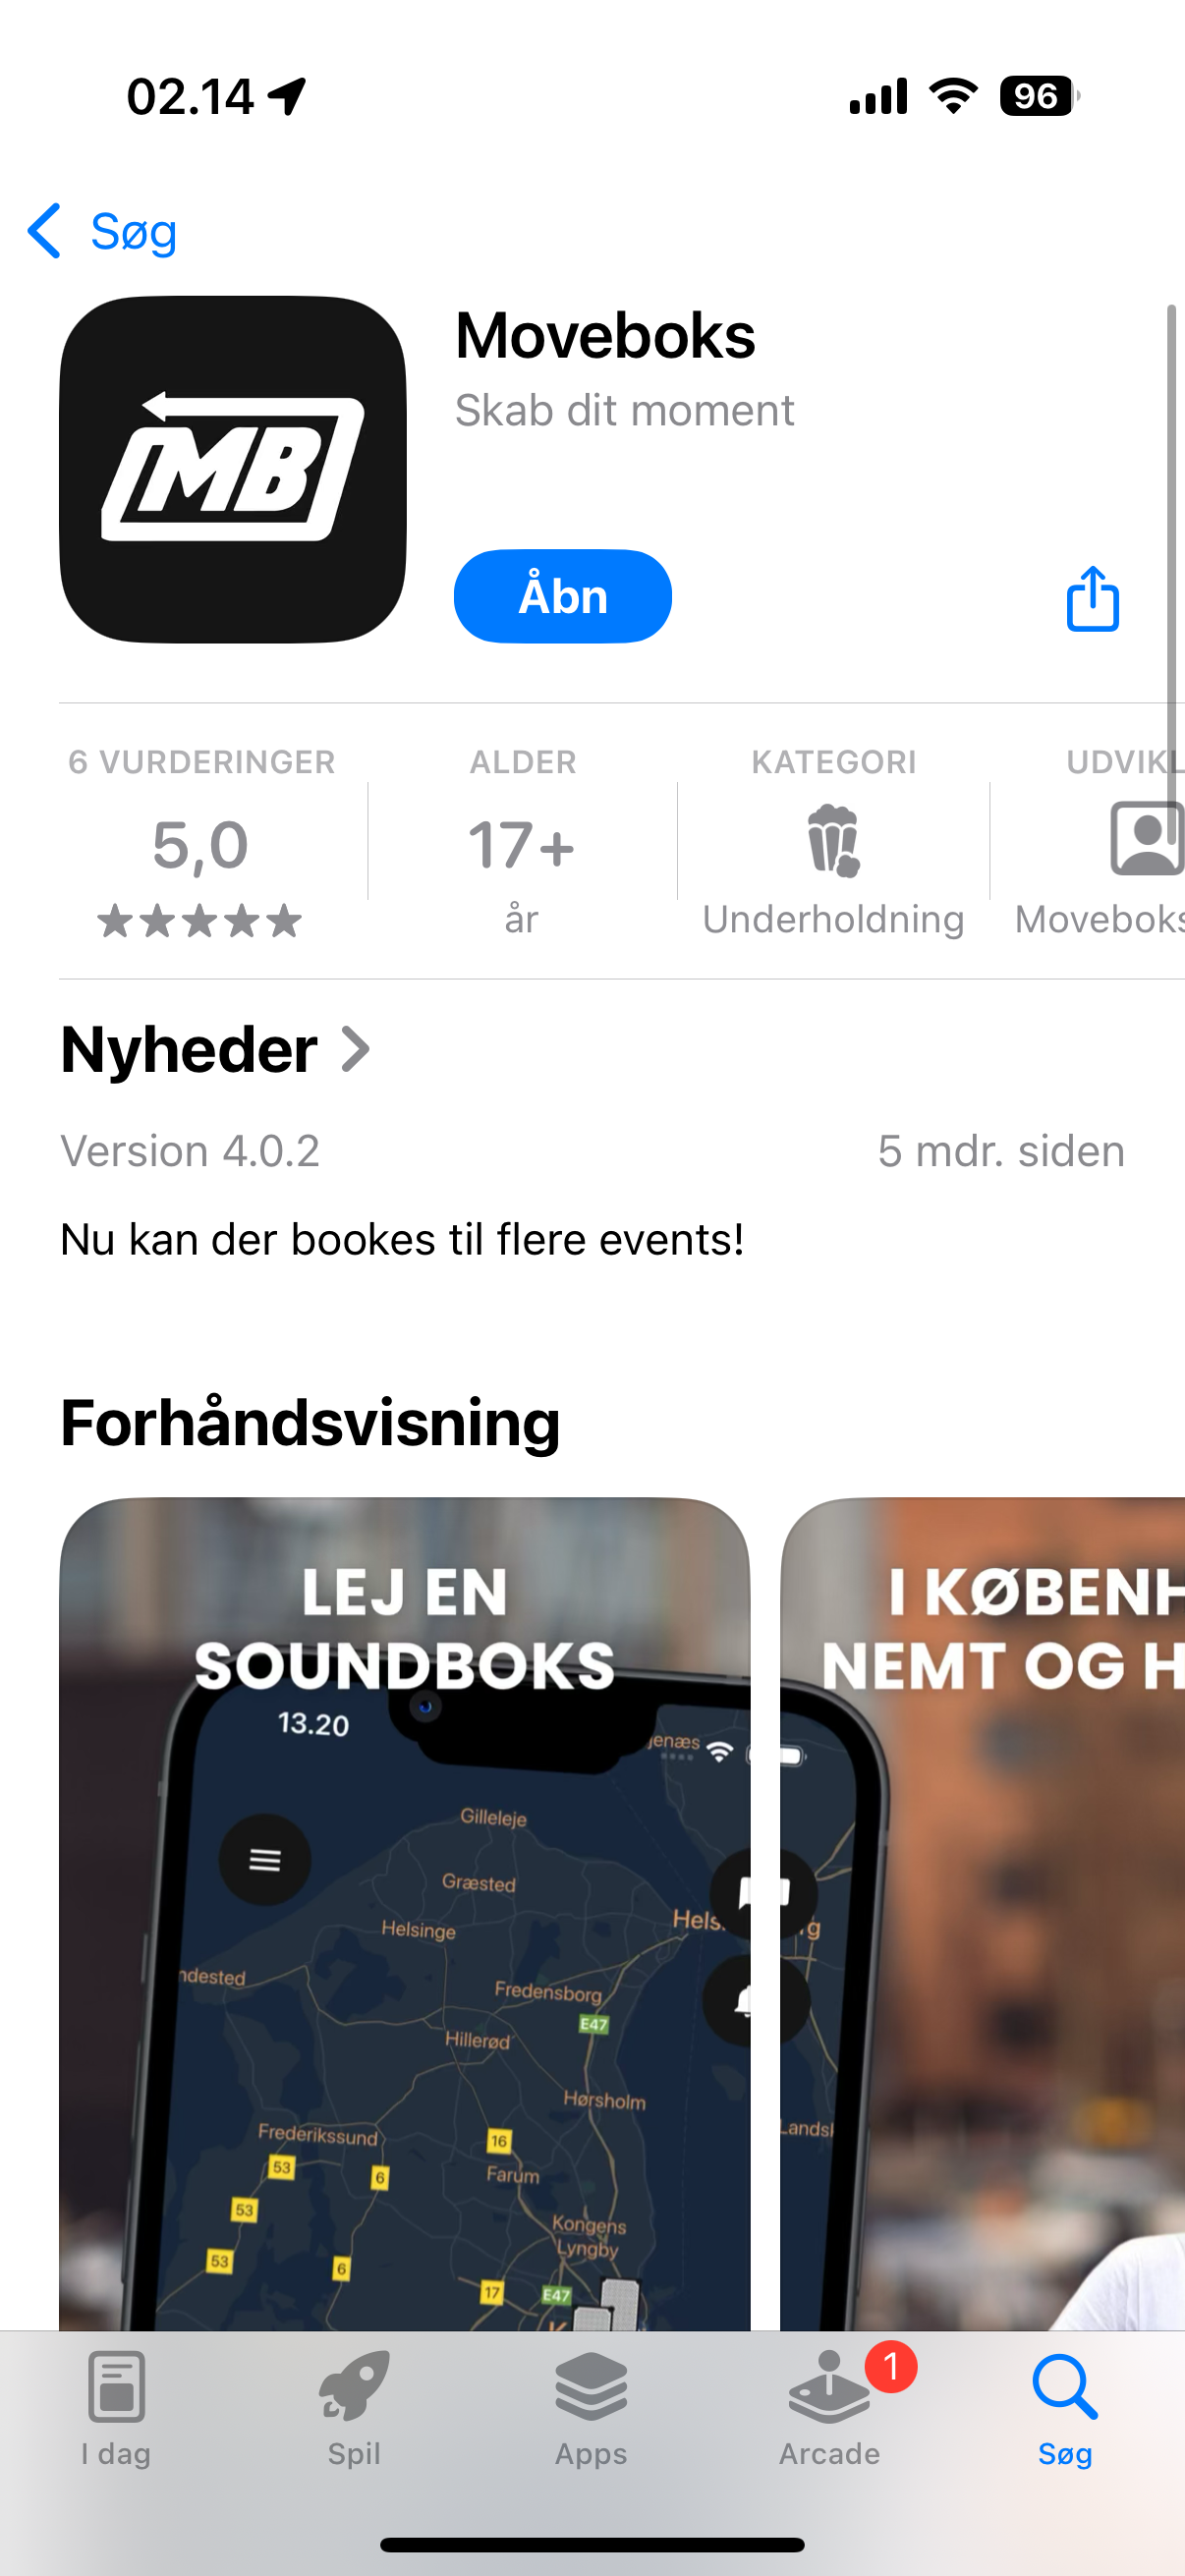 02.14
96
Søg
MB
Moveboks
Skab dit moment
Åbn
6 VURDERINGER
5,0
ALDER
17+
år
KATEGORI
Underholdning
UDVIKL
Moveboks
Nyheder
Version 4.0.2
5 mdr. siden
Nu kan der bookes til flere events!
Forhåndsvisning
LEJ EN
SOUNDBOKS
13.20
jenæs
Gilleleje
Græsted
Helsinge
Hels
ndested
Fredensborg
E47
Hillerød
Hørsholm
Frederikssund
16
53
6
Farum
53
Kongens
Lyngby
53
6
17
E47
K
I KØBENH
NEMT OG H
g
Landsk
I dag
Spil
Apps
Arcade
1
Søg